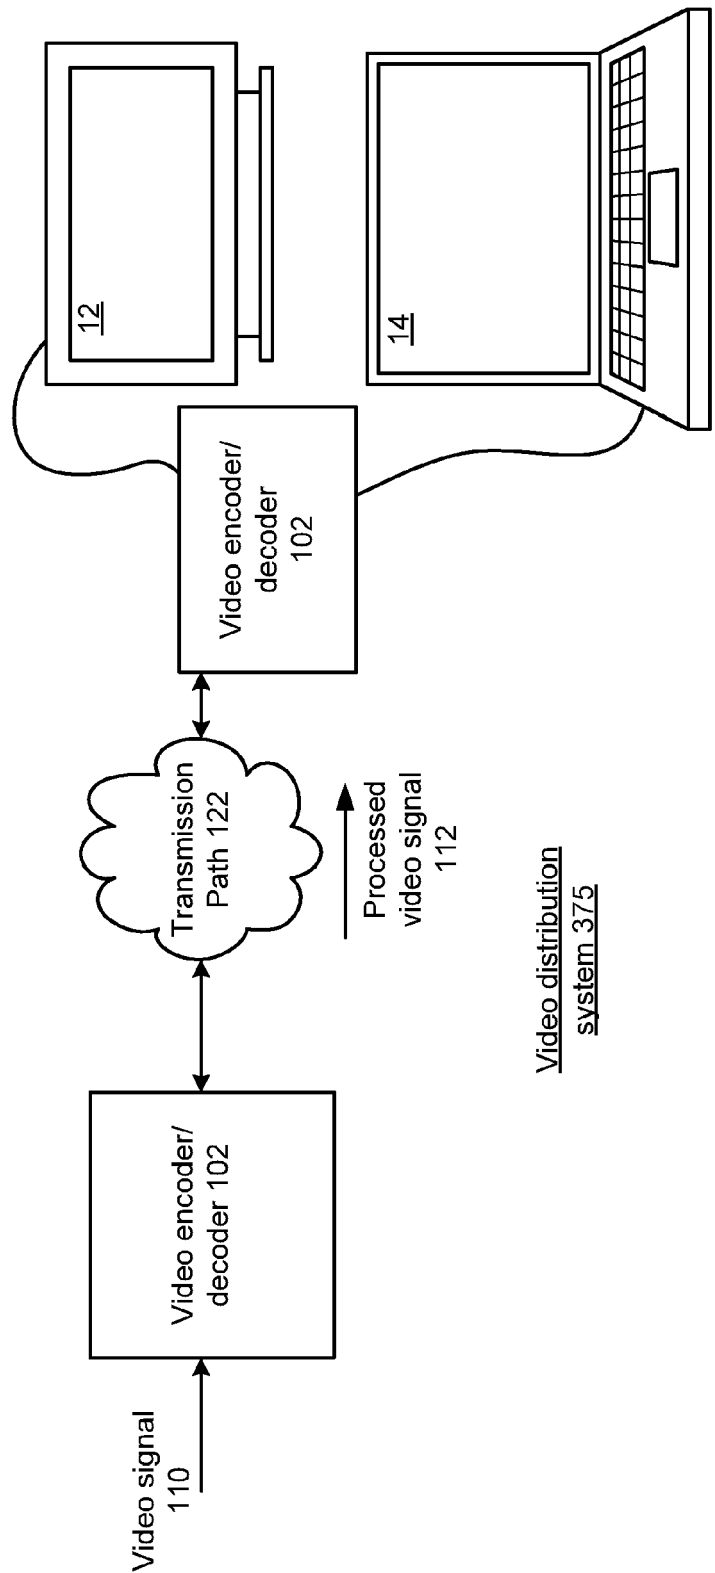 Video signal
110
Video encoder/
decoder 102
Transmission
Path 122
Processed
video signal
112
Video encoder/
decoder
102
12
14
Video distribution
system 375